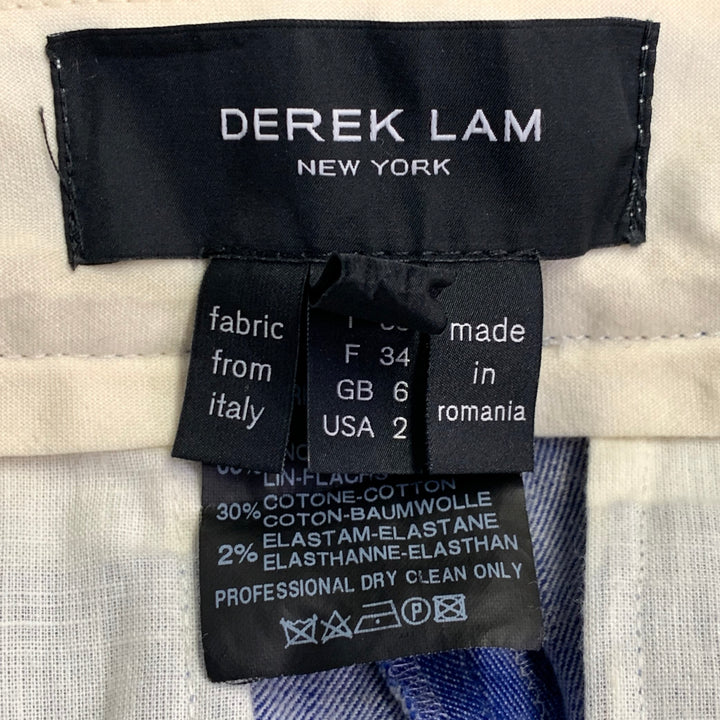 DEREK LAM
NEW YORK
fabric
from
italy
F 34
GB 6
USA 2
made
in
romania
LIN-FLACHS
30% COTONE-COTTON
COTON-BAUMWOLLE
2% ELASTAM-ELASTANE
ELASTHANNE-ELASTHAN
PROFESSIONAL DRY CLEAN ONLY
P